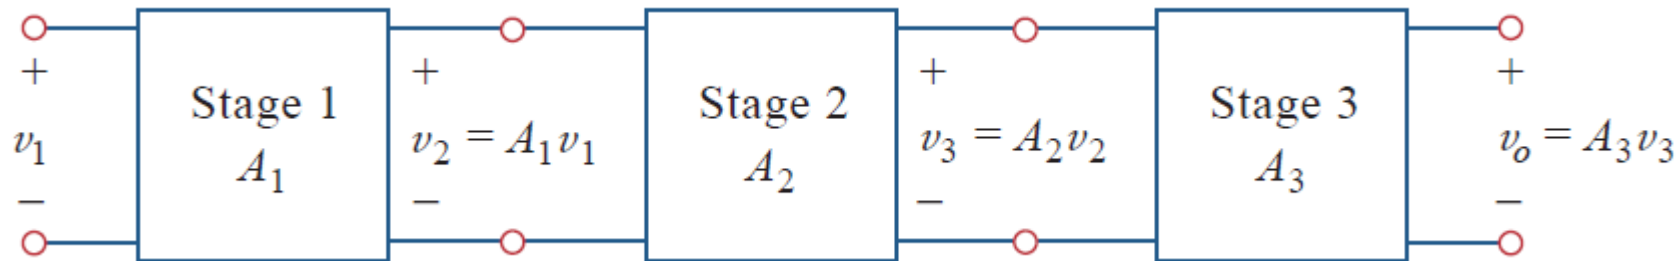 + + + +
Stage 1 Stage 2 Stage 3
v₁ v₂ = A₁v₁ v₃ = A₂v₂ vₒ = A₃v₃
A₁ A₂ A₃
− − − −